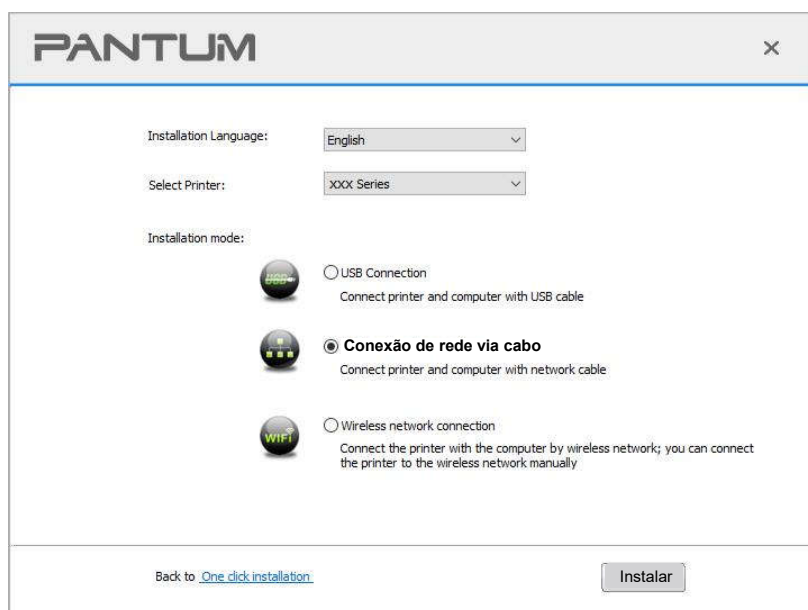 PANTUM
Installation Language:
English
Select Printer:
XXX Series
Installation mode:
USB
USB Connection
Connect printer and computer with USB cable
Conexão de rede via cabo
Connect printer and computer with network cable
WiFi
Wireless network connection
Connect the printer with the computer by wireless network; you can connect
the printer to the wireless network manually
Back to One click installation
Instalar